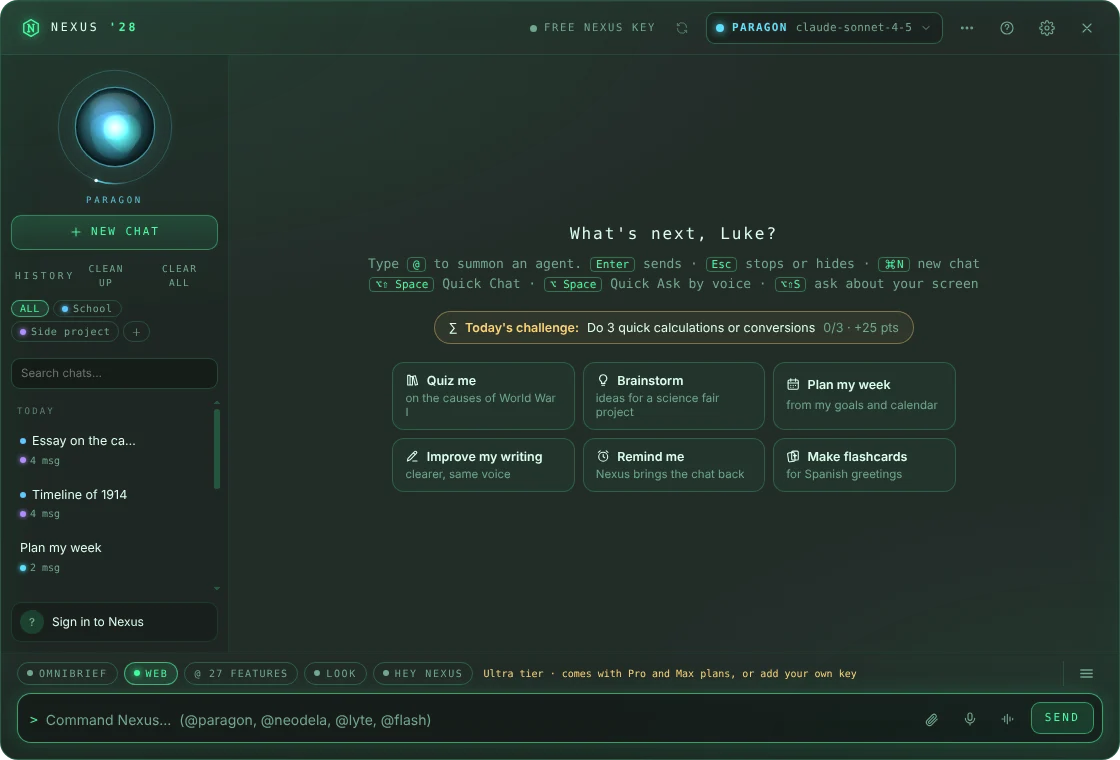 NEXUS '28
FREE NEXUS KEY
PARAGON claude-sonnet-4-5
PARAGON
+ NEW CHAT
HISTORY
CLEAN UP
CLEAR ALL
ALL
School
Side project
+
Search chats...
TODAY
Essay on the ca...
4 msg
Timeline of 1914
4 msg
Plan my week
2 msg
? Sign in to Nexus
What's next, Luke?
Type @ to summon an agent. Enter sends · Esc stops or hides · ⌘N new chat
⌥⇧ Space Quick Chat · ⌥ Space Quick Ask by voice · ⌥⇧S ask about your screen
∑ Today's challenge: Do 3 quick calculations or conversions 0/3 · +25 pts
Quiz me
on the causes of World War
I
Brainstorm
ideas for a science fair
project
Plan my week
from my goals and calendar
Improve my writing
clearer, same voice
Remind me
Nexus brings the chat back
Make flashcards
for Spanish greetings
OMNIBRIEF
WEB
@ 27 FEATURES
LOOK
HEY NEXUS
Ultra tier · comes with Pro and Max plans, or add your own key
> Command Nexus... (@paragon, @neodela, @lyte, @flash)
SEND